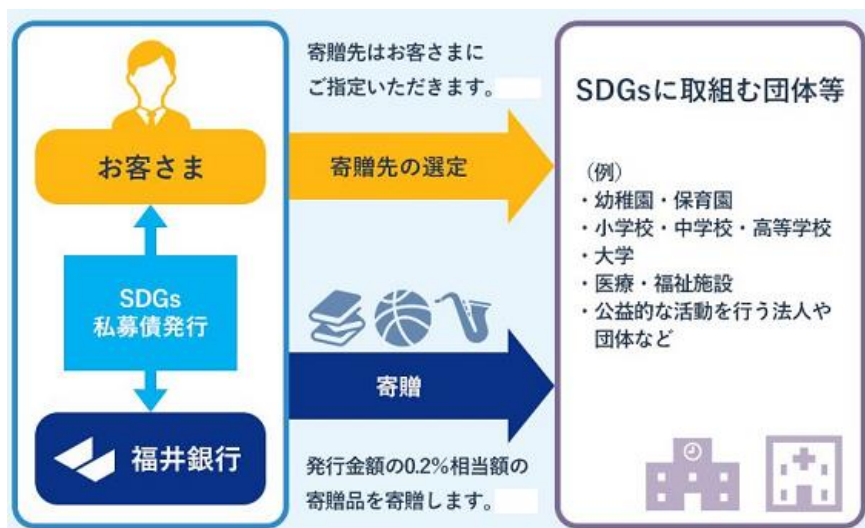 お客さま
SDGs
私募債発行
福井銀行
寄贈先はお客さまに
ご指定いただきます。
寄贈先の選定
寄贈
発行金額の0.2%相当額の
寄贈品を寄贈します。
SDGsに取組む団体等
（例）
・幼稚園・保育園
・小学校・中学校・高等学校
・大学
・医療・福祉施設
・公益的な活動を行う法人や
団体など